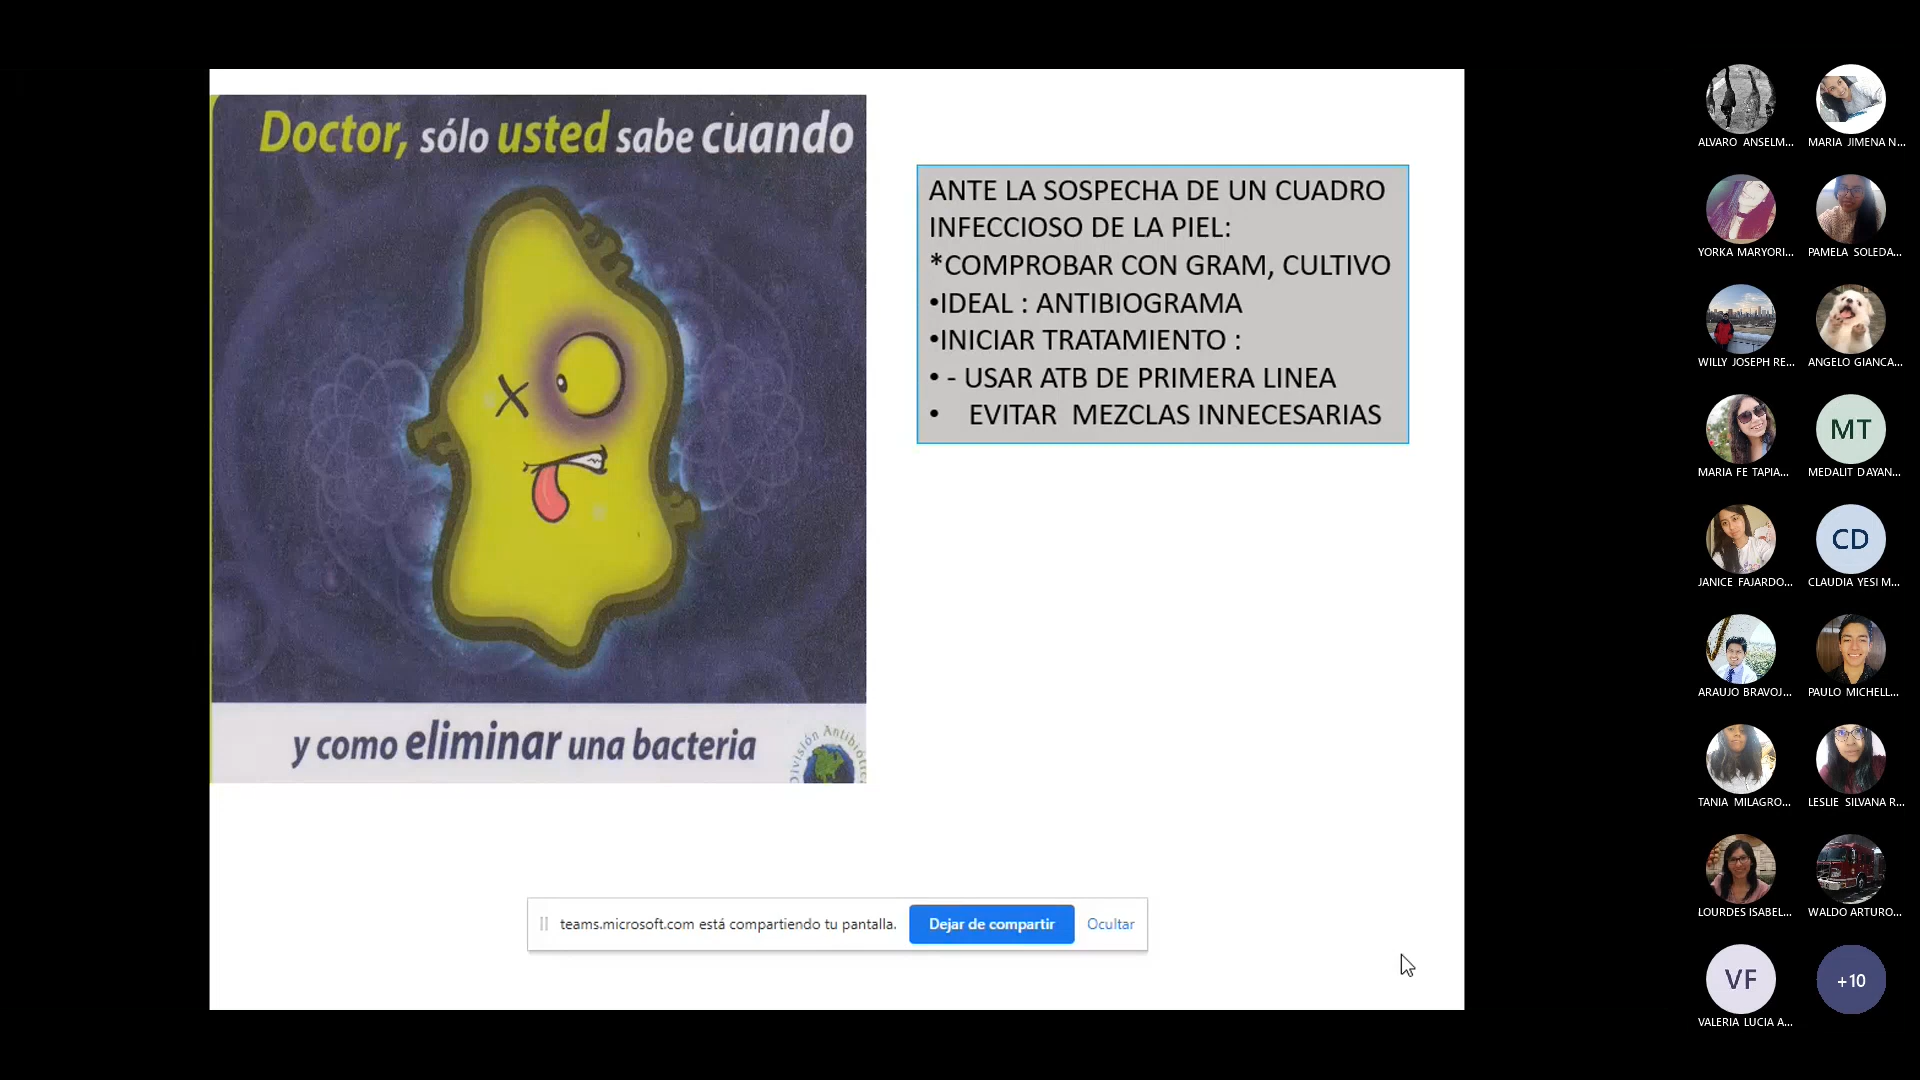 Doctor, sólo usted sabe cuando
y como eliminar una bacteria
División Antibióti
ANTE LA SOSPECHA DE UN CUADRO
INFECCIOSO DE LA PIEL:
*COMPROBAR CON GRAM, CULTIVO
•IDEAL : ANTIBIOGRAMA
•INICIAR TRATAMIENTO :
• - USAR ATB DE PRIMERA LINEA
• EVITAR MEZCLAS INNECESARIAS
teams.microsoft.com está compartiendo tu pantalla. Dejar de compartir Ocultar
ALVARO ANSELM... MARIA JIMENA N...
YORKA MARYORI... PAMELA SOLEDA...
WILLY JOSEPH RE... ANGELO GIANCA...
MT
MARIA FE TAPIA... MEDALIT DAYAN...
CD
JANICE FAJARDO... CLAUDIA YESI M...
ARAUJO BRAVOJ... PAULO MICHELL...
TANIA MILAGRO... LESLIE SILVANA R...
LOURDES ISABEL... WALDO ARTURO...
VF +10
VALERIA LUCIA A...